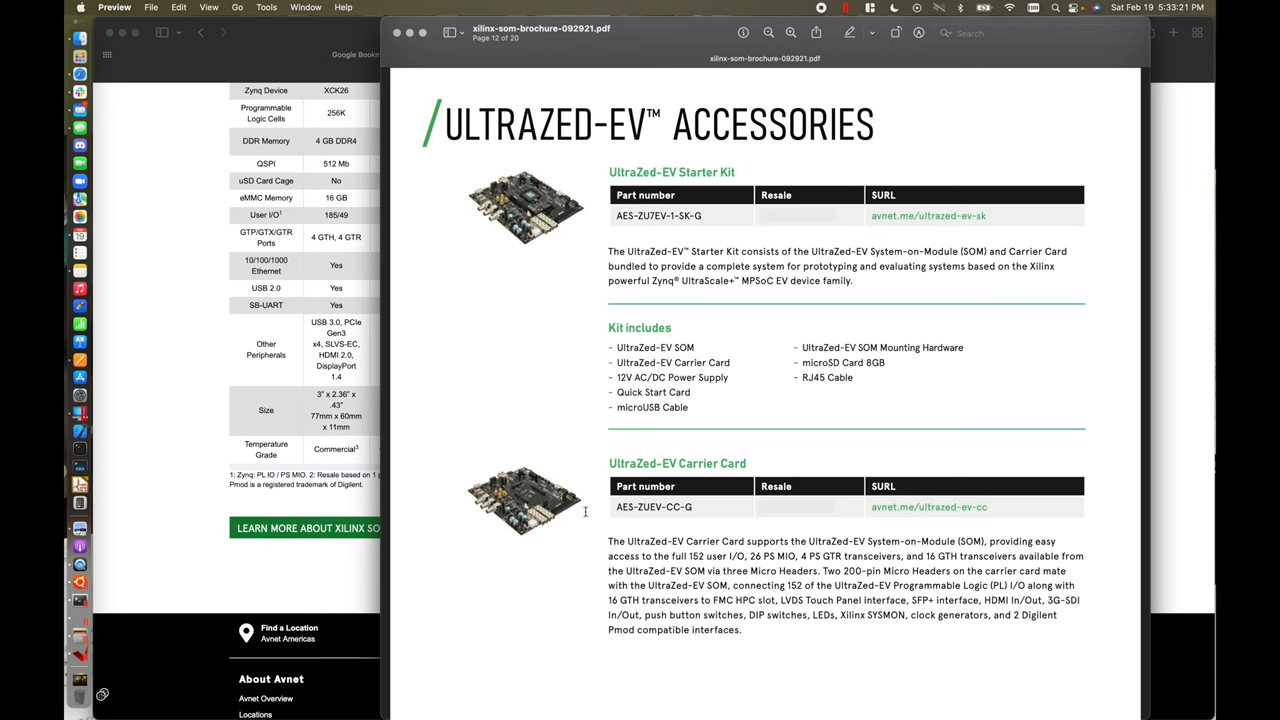 Preview File Edit View Go Tools Window Help
Sat Feb 19 5:33:21 PM
xilinx-som-brochure-092921.pdf
Page 12 of 20
Search
xilinx-som-brochure-092921.pdf
Google Bookm
Zynq Device XCK26
Programmable
Logic Cells
256K
DDR Memory 4 GB DDR4
QSPI 512 Mb
uSD Card Cage No
eMMC Memory 16 GB
User I/O1 185/49
GTP/GTX/GTR
Ports
4 GTH, 4 GTR
10/100/1000
Ethernet
Yes
USB 2.0 Yes
SB-UART Yes
Other
Peripherals
USB 3.0, PCIe
Gen3
x4, SLVS-EC,
HDMI 2.0,
DisplayPort
1.4
Size
3" x 2.36" x
.43"
77mm x 60mm
x 11mm
Temperature
Grade
Commercial3
1: Zynq: PL IO / PS MIO. 2: Resale based on 1
Pmod is a registered trademark of Digilent.
LEARN MORE ABOUT XILINX SO
Find a Location
Avnet Americas
About Avnet
Avnet Overview
Locations
/ULTRAZED-EV™ ACCESSORIES
UltraZed-EV Starter Kit
Part number Resale SURL
AES-ZU7EV-1-SK-G avnet.me/ultrazed-ev-sk
The UltraZed-EV™ Starter Kit consists of the UltraZed-EV System-on-Module (SOM) and Carrier Card
bundled to provide a complete system for prototyping and evaluating systems based on the Xilinx
powerful Zynq® UltraScale+™ MPSoC EV device family.
Kit includes
- UltraZed-EV SOM
- UltraZed-EV Carrier Card
- 12V AC/DC Power Supply
- Quick Start Card
- microUSB Cable
- UltraZed-EV SOM Mounting Hardware
- microSD Card 8GB
- RJ45 Cable
UltraZed-EV Carrier Card
Part number Resale SURL
AES-ZUEV-CC-G avnet.me/ultrazed-ev-cc
The UltraZed-EV Carrier Card supports the UltraZed-EV System-on-Module (SOM), providing easy
access to the full 152 user I/O, 26 PS MIO, 4 PS GTR transceivers, and 16 GTH transceivers available from
the UltraZed-EV SOM via three Micro Headers. Two 200-pin Micro Headers on the carrier card mate
with the UltraZed-EV SOM, connecting 152 of the UltraZed-EV Programmable Logic (PL) I/O along with
16 GTH transceivers to FMC HPC slot, LVDS Touch Panel interface, SFP+ interface, HDMI In/Out, 3G-SDI
In/Out, push button switches, DIP switches, LEDs, Xilinx SYSMON, clock generators, and 2 Digilent
Pmod compatible interfaces.